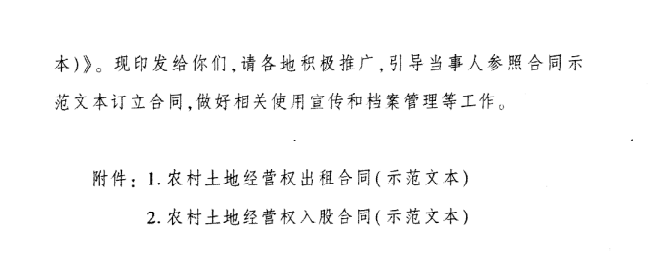 本)》。现印发给你们,请各地积极推广,引导当事人参照合同示
范文本订立合同,做好相关使用宣传和档案管理等工作。
附件: 1. 农村土地经营权出租合同(示范文本)
2. 农村土地经营权入股合同(示范文本)